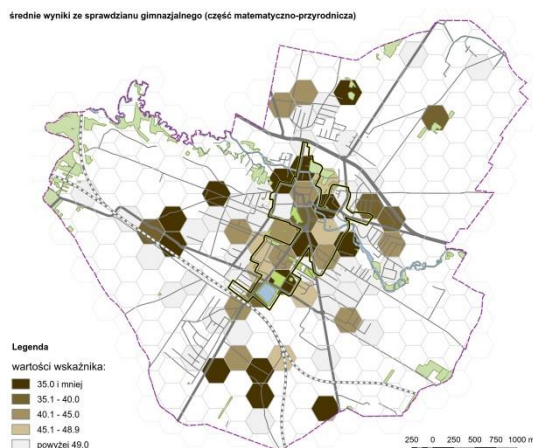 średnie wyniki ze sprawdzianu gimnazjalnego (część matematyczno-przyrodnicza)
Legenda
wartości wskaźnika:
35.0 i mniej
35.1 - 40.0
40.1 - 45.0
45.1 - 48.9
powyżej 49.0
250 0 250 500 750 1000 m